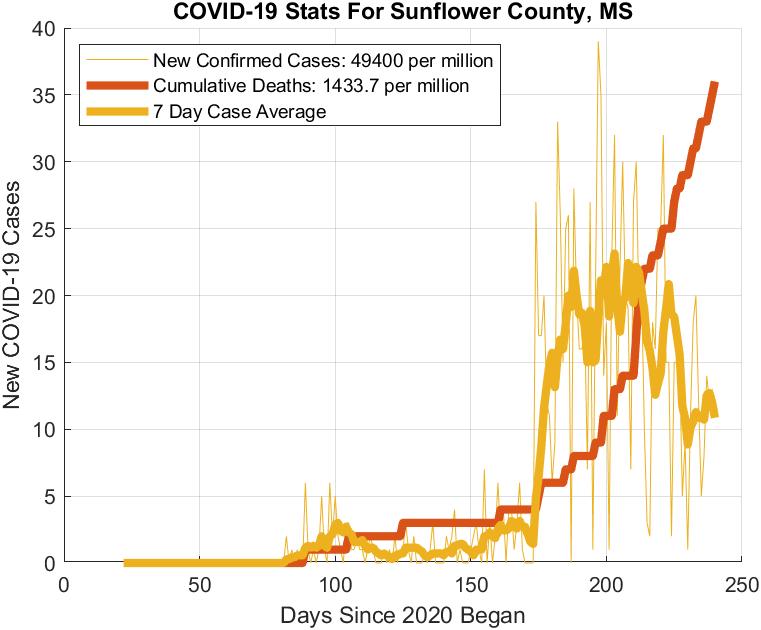 COVID-19 Stats For Sunflower County, MS
New Confirmed Cases: 49400 per million
Cumulative Deaths: 1433.7 per million
7 Day Case Average
New COVID-19 Cases
40
35
30
25
20
15
10
5
0
0 50 100 150 200 250
Days Since 2020 Began